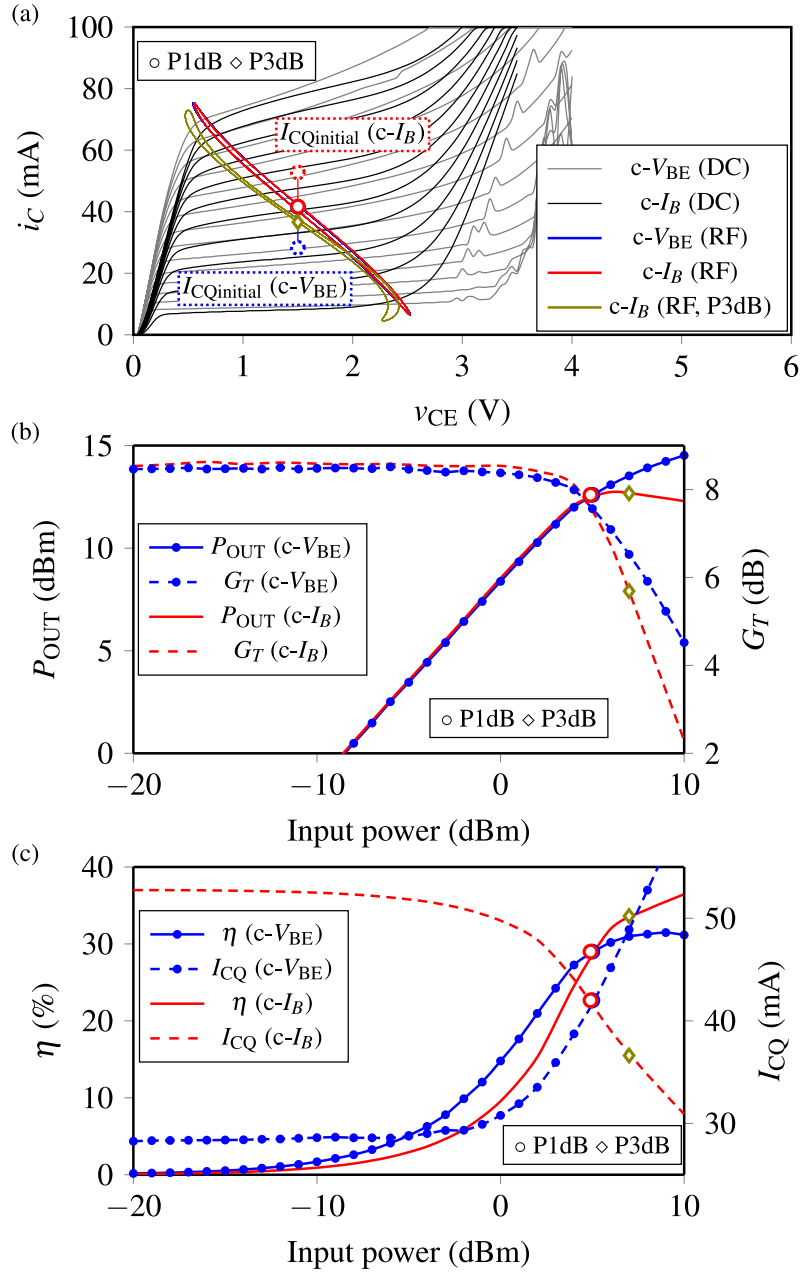 (a)
100
80
60
40
20
0
i_C (mA)
○ P1dB ◇ P3dB
I_CQinitial (c-I_B)
I_CQinitial (c-V_BE)
c-V_BE (DC)
c-I_B (DC)
c-V_BE (RF)
c-I_B (RF)
c-I_B (RF, P3dB)
0 1 2 3 4 5 6
v_CE (V)
(b)
15
10
5
0
P_OUT (dBm)
P_OUT (c-V_BE)
G_T (c-V_BE)
P_OUT (c-I_B)
G_T (c-I_B)
○ P1dB ◇ P3dB
8
6
4
2
G_T (dB)
−20 −10 0 10
Input power (dBm)
(c)
40
30
20
10
0
η (%)
η (c-V_BE)
I_CQ (c-V_BE)
η (c-I_B)
I_CQ (c-I_B)
○ P1dB ◇ P3dB
50
40
30
I_CQ (mA)
−20 −10 0 10
Input power (dBm)